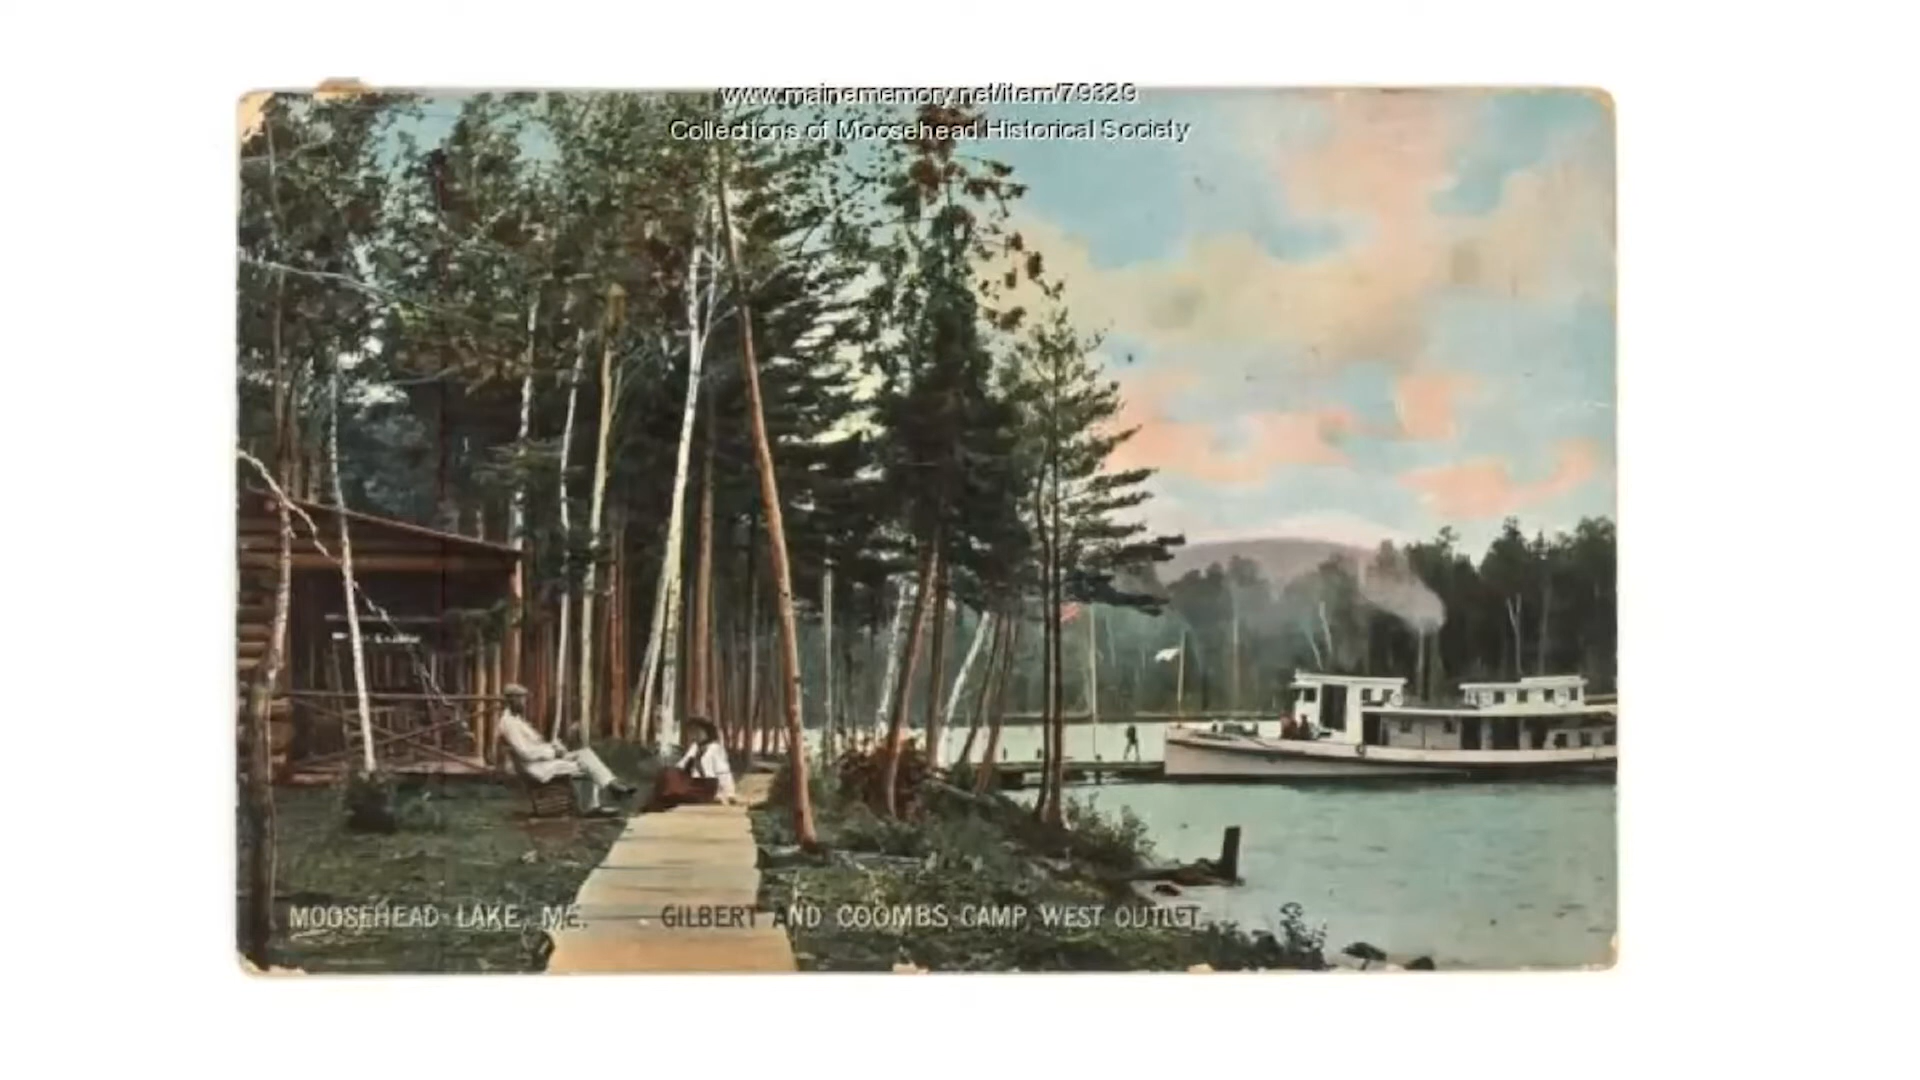 www.mainememory.net/item/79329
Collections of Moosehead Historical Society
MOOSEHEAD LAKE, ME. GILBERT AND COOMBS CAMP, WEST OUTLET.